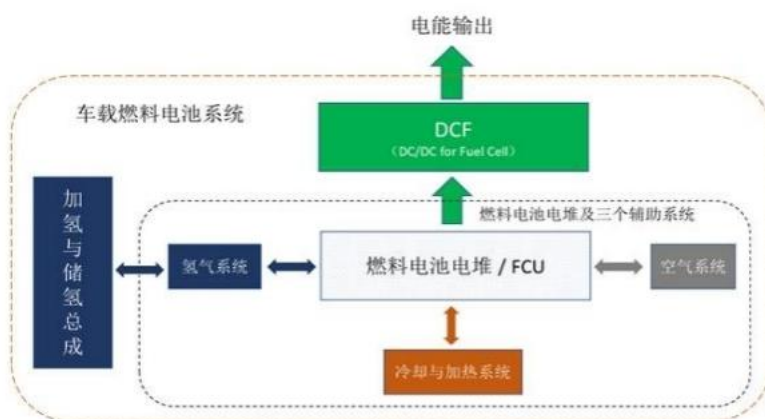 电能输出
车载燃料电池系统
DCF
（DC/DC for Fuel Cell）
燃料电池电堆及三个辅助系统
加氢与储氢总成
氢气系统
燃料电池电堆 / FCU
空气系统
冷却与加热系统